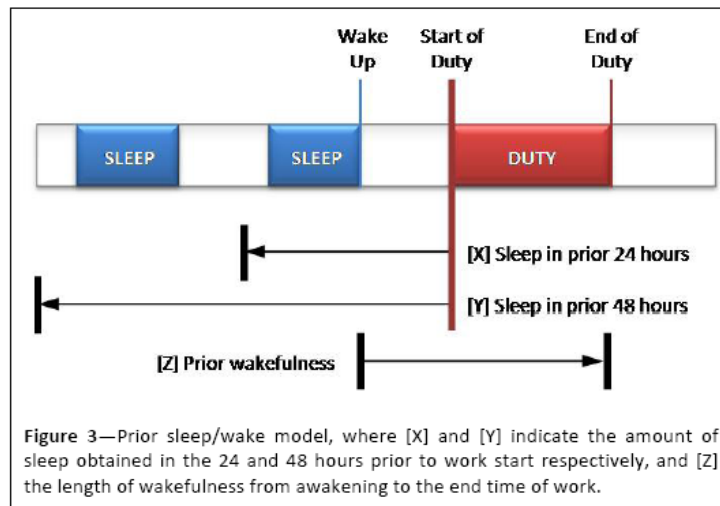 Wake Up
Start of Duty
End of Duty
SLEEP
SLEEP
DUTY
[X] Sleep in prior 24 hours
[Y] Sleep in prior 48 hours
[Z] Prior wakefulness
Figure 3—Prior sleep/wake model, where [X] and [Y] indicate the amount of
sleep obtained in the 24 and 48 hours prior to work start respectively, and [Z]
the length of wakefulness from awakening to the end time of work.